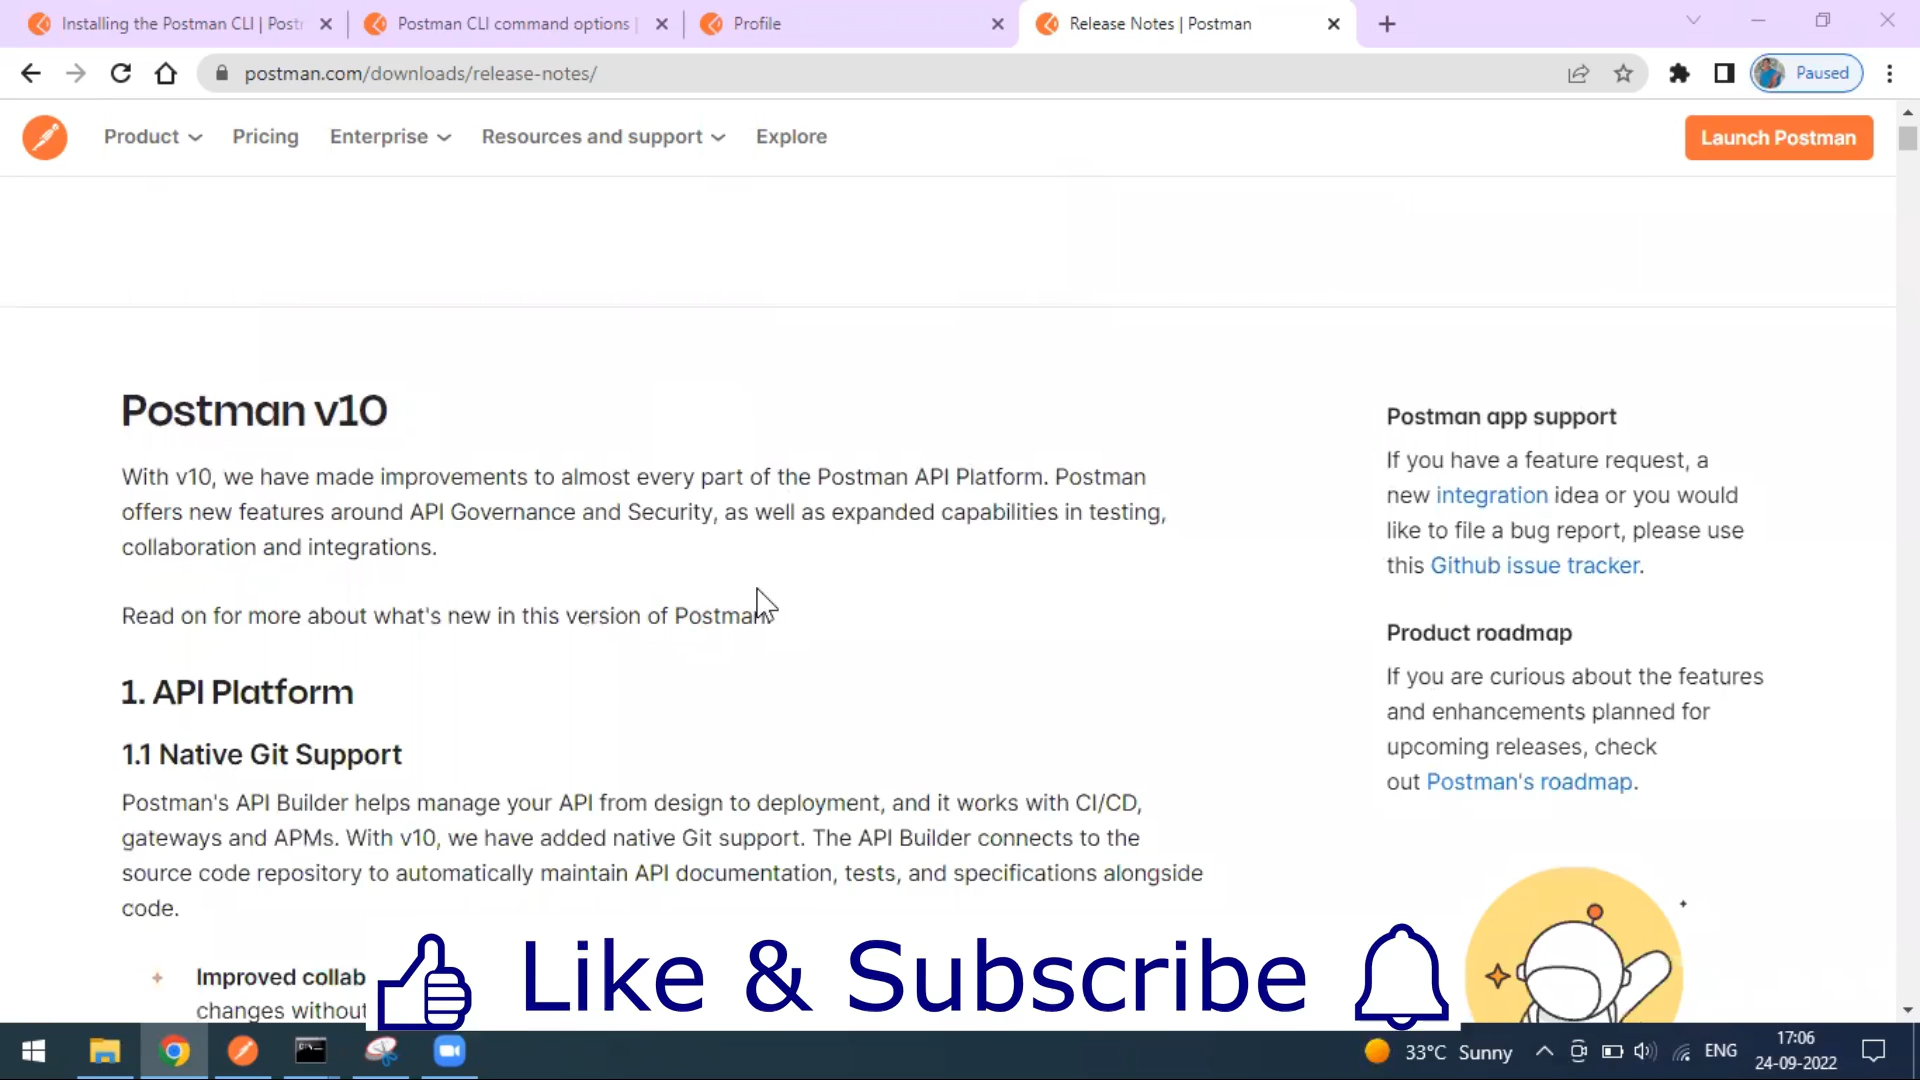 Installing the Postman CLI | Postr
Postman CLI command options |
Profile
Release Notes | Postman
postman.com/downloads/release-notes/
Paused
Product
Pricing
Enterprise
Resources and support
Explore
Launch Postman
Postman v10
With v10, we have made improvements to almost every part of the Postman API Platform. Postman
offers new features around API Governance and Security, as well as expanded capabilities in testing,
collaboration and integrations.
Read on for more about what's new in this version of Postman.
1. API Platform
1.1 Native Git Support
Postman's API Builder helps manage your API from design to deployment, and it works with CI/CD,
gateways and APMs. With v10, we have added native Git support. The API Builder connects to the
source code repository to automatically maintain API documentation, tests, and specifications alongside
code.
Improved collab
changes without
Postman app support
If you have a feature request, a
new integration idea or you would
like to file a bug report, please use
this Github issue tracker.
Product roadmap
If you are curious about the features
and enhancements planned for
upcoming releases, check
out Postman's roadmap.
Like & Subscribe
33°C Sunny
ENG
17:06
24-09-2022